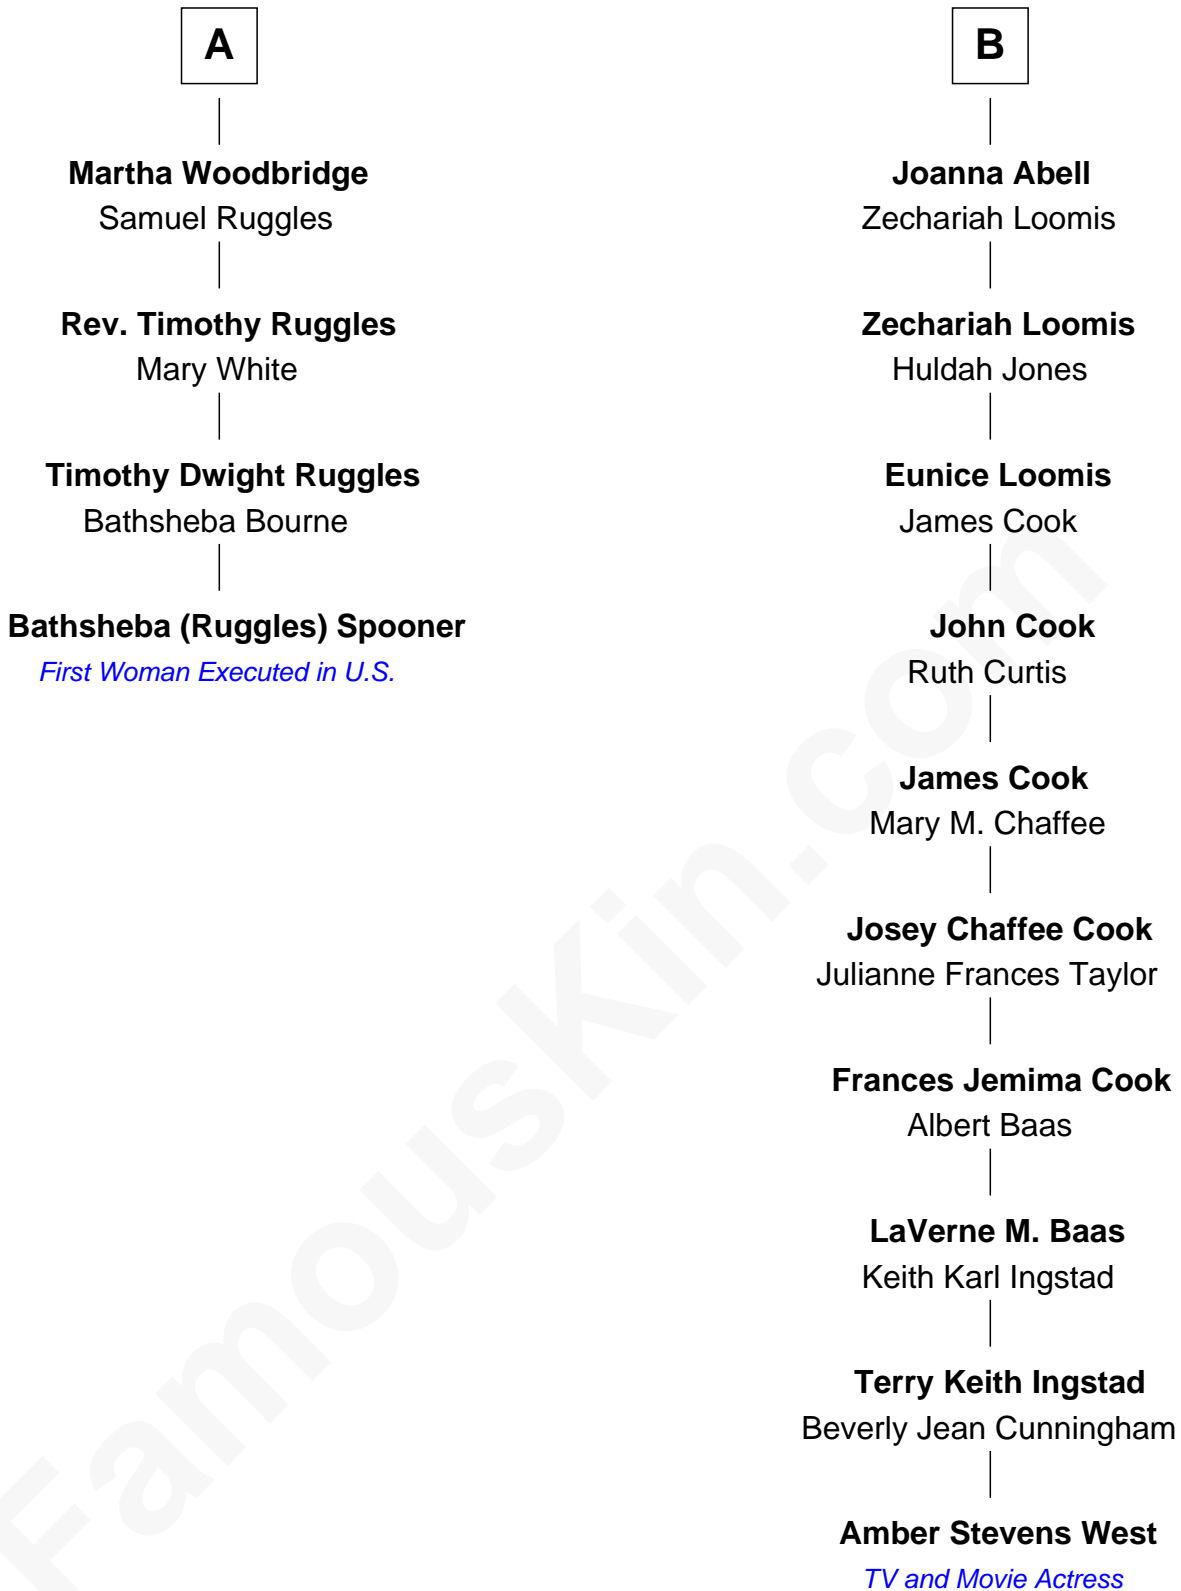 A
Martha Woodbridge
Samuel Ruggles
Rev. Timothy Ruggles
Mary White
Timothy Dwight Ruggles
Bathsheba Bourne
Bathsheba (Ruggles) Spooner
First Woman Executed in U.S.
B
Joanna Abell
Zechariah Loomis
Zechariah Loomis
Huldah Jones
Eunice Loomis
James Cook
John Cook
Ruth Curtis
James Cook
Mary M. Chaffee
Josey Chaffee Cook
Julianne Frances Taylor
Frances Jemima Cook
Albert Baas
LaVerne M. Baas
Keith Karl Ingstad
Terry Keith Ingstad
Beverly Jean Cunningham
Amber Stevens West
TV and Movie Actress
FamousKin.com